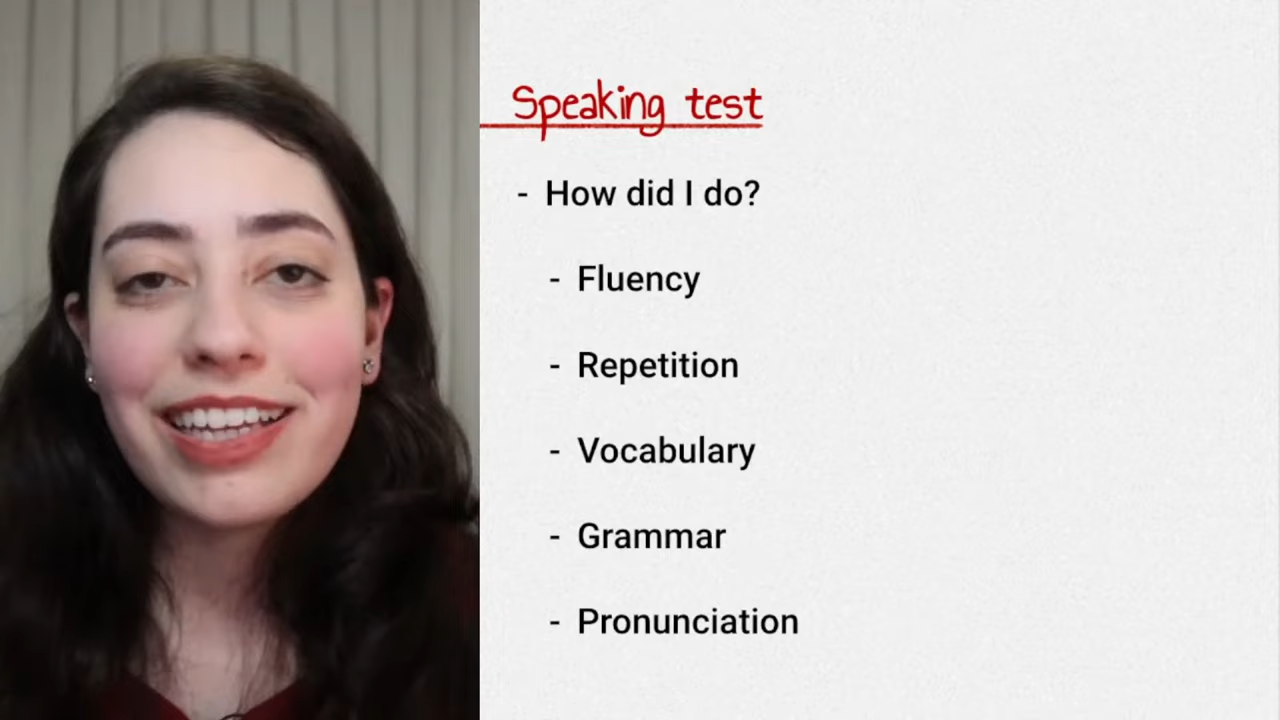 Speaking test
- How did I do?
- Fluency
- Repetition
- Vocabulary
- Grammar
- Pronunciation